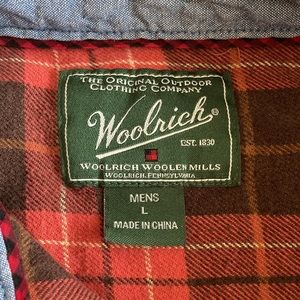 THE ORIGINAL OUTDOOR
CLOTHING COMPANY
Woolrich®
EST. 1830
WOOLRICH WOOLEN MILLS
WOOLRICH, PENNSYLVANIA
MENS
L
MADE IN CHINA